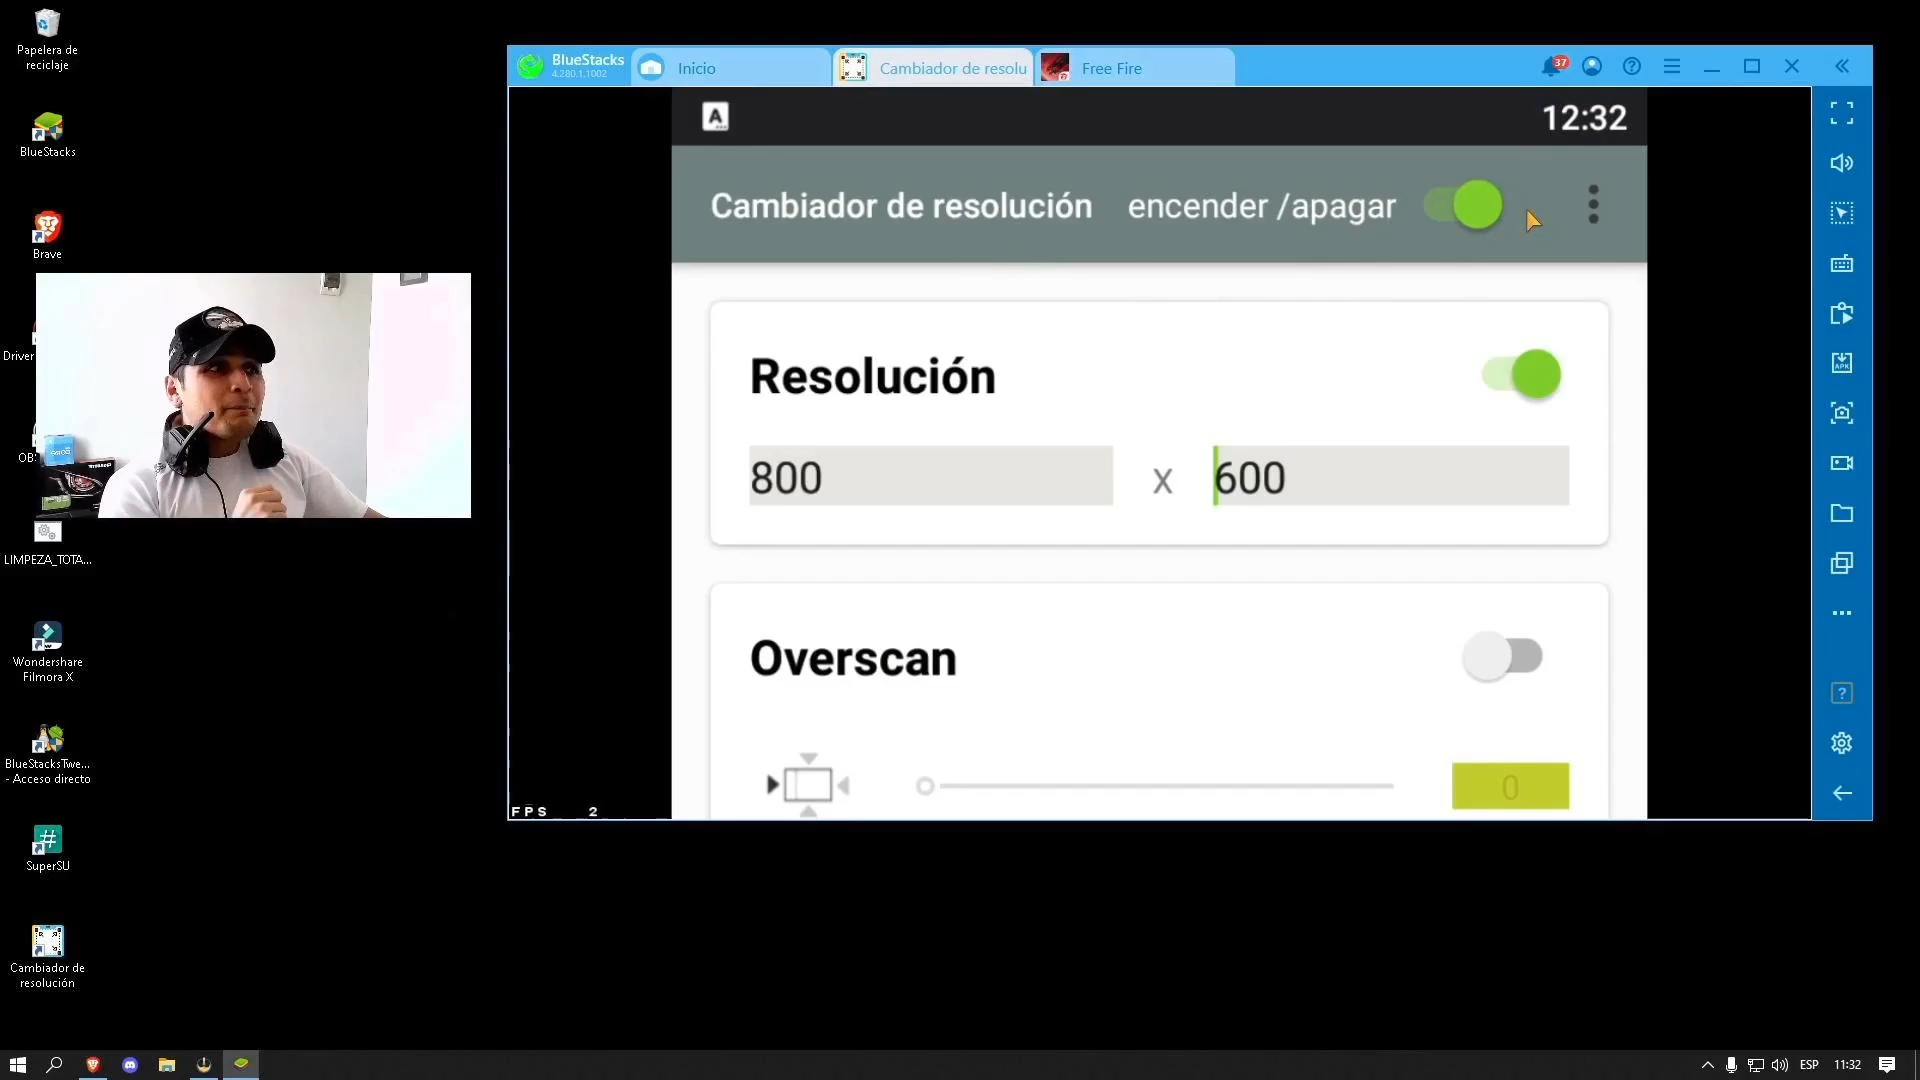 Papelera de
reciclaje
BlueStacks
Brave
Driver
OBS
LIMPEZA_TOTA...
Wondershare
Filmora X
BlueStacksTwe...
- Acceso directo
SuperSU
Cambiador de
resolución
BlueStacks
4.280.1.1002
Inicio
Cambiador de resolu
Free Fire
37
A
12:32
Cambiador de resolución encender /apagar
Resolución
800 x 600
Overscan
0
FPS 2
APK
ESP 11:32